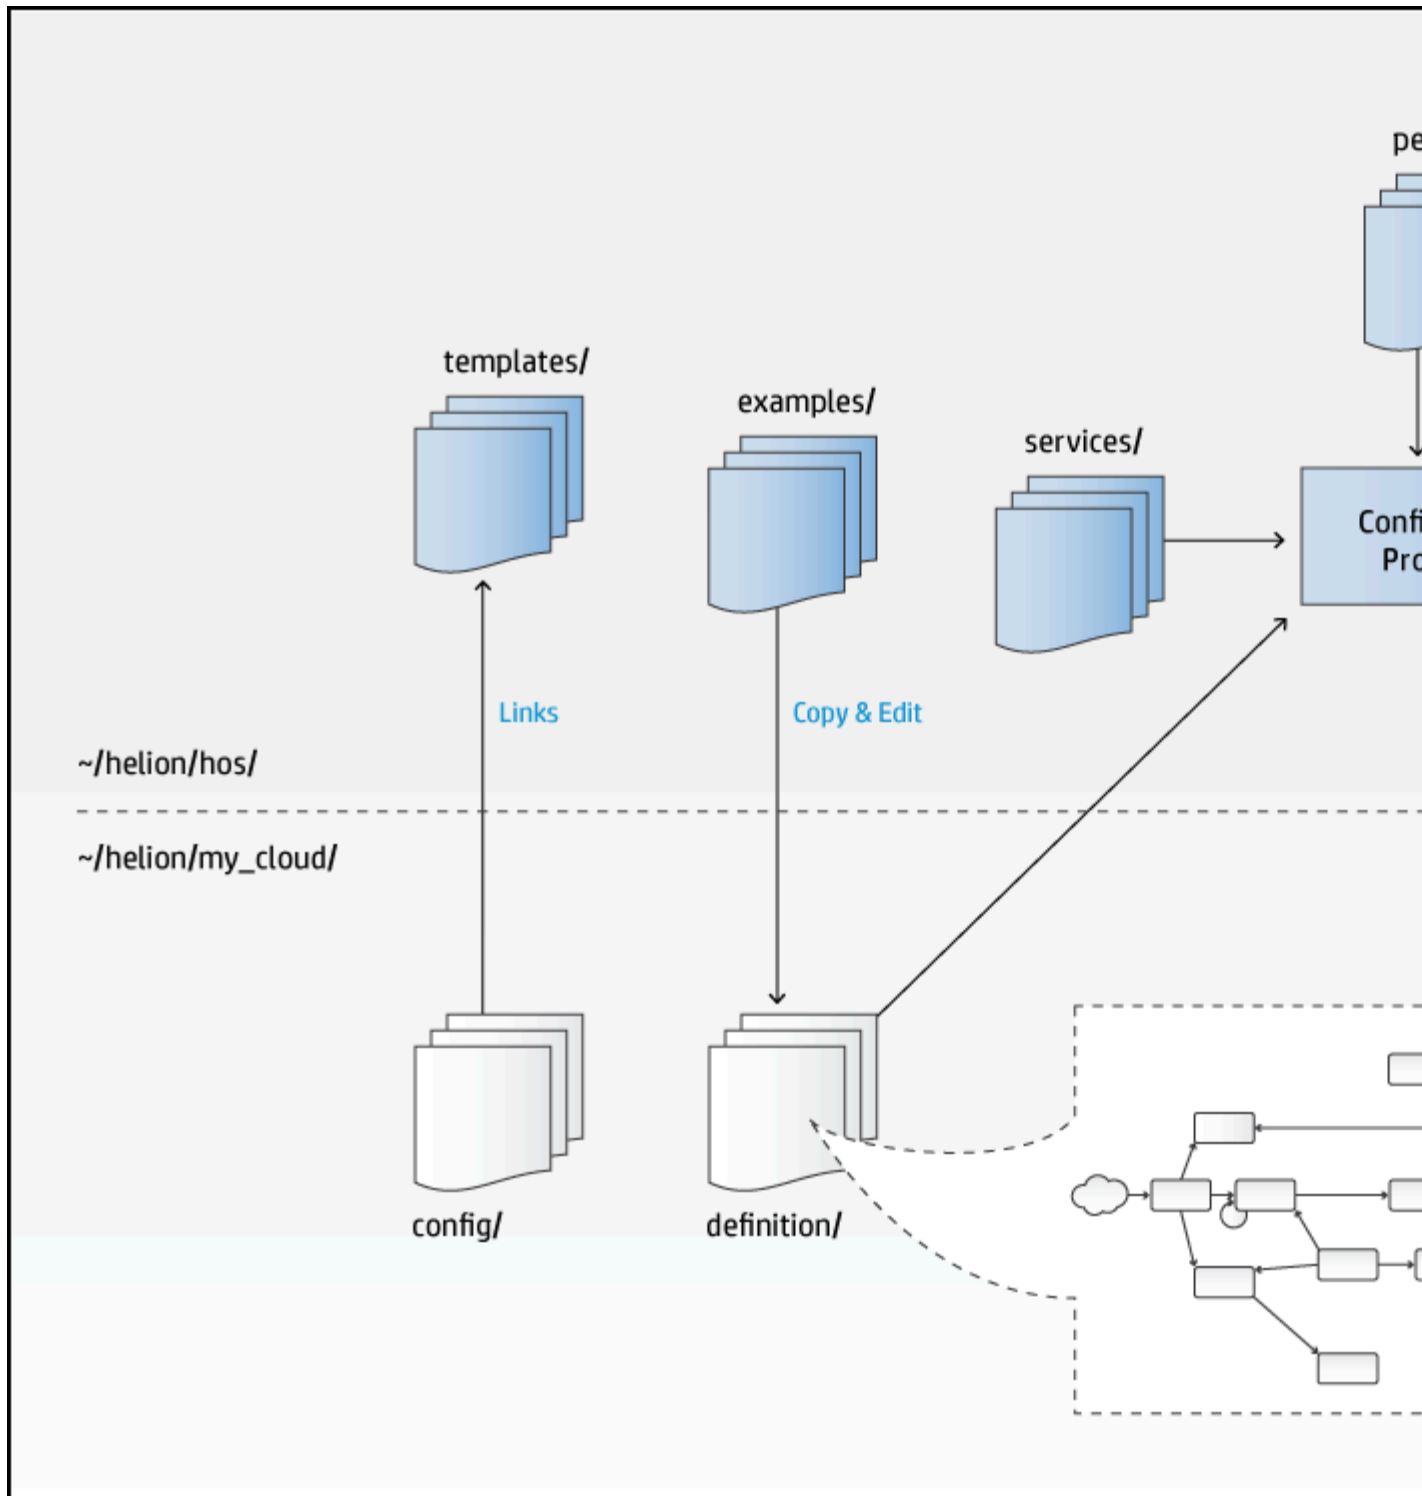 templates/
examples/
services/
Links
Copy & Edit
~/helion/hos/
~/helion/my_cloud/
config/
definition/